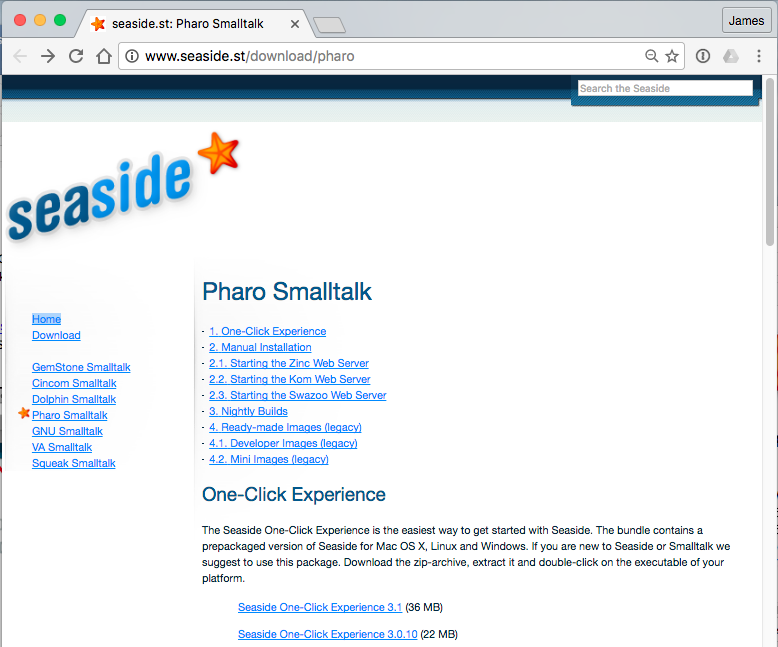 seaside.st: Pharo Smalltalk
James
www.seaside.st/download/pharo
Search the Seaside
seaside
Home
Download
GemStone Smalltalk
Cincom Smalltalk
Dolphin Smalltalk
Pharo Smalltalk
GNU Smalltalk
VA Smalltalk
Squeak Smalltalk
Pharo Smalltalk
1. One-Click Experience
2. Manual Installation
2.1. Starting the Zinc Web Server
2.2. Starting the Kom Web Server
2.3. Starting the Swazoo Web Server
3. Nightly Builds
4. Ready-made Images (legacy)
4.1. Developer Images (legacy)
4.2. Mini Images (legacy)
One-Click Experience
The Seaside One-Click Experience is the easiest way to get started with Seaside. The bundle contains a
prepackaged version of Seaside for Mac OS X, Linux and Windows. If you are new to Seaside or Smalltalk we
suggest to use this package. Download the zip-archive, extract it and double-click on the executable of your
platform.
Seaside One-Click Experience 3.1 (36 MB)
Seaside One-Click Experience 3.0.10 (22 MB)